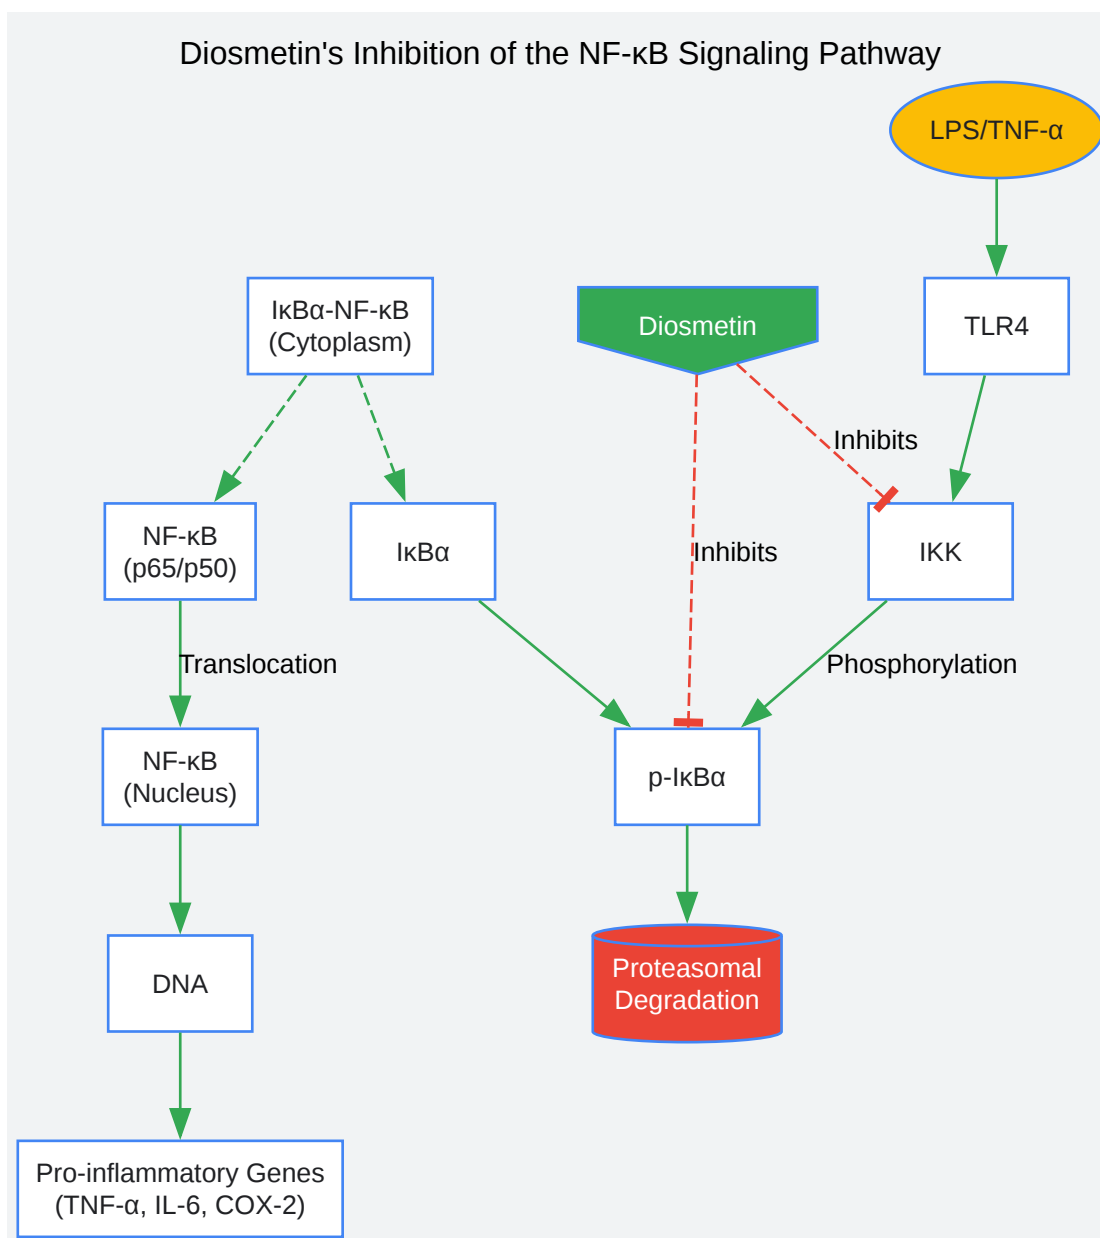 Diosmetin's Inhibition of the NF-κB Signaling Pathway
LPS/TNF-α
IκBα-NF-κB
(Cytoplasm)
Diosmetin
TLR4
Inhibits
NF-κB
(p65/p50)
IκBα
Inhibits
IKK
Translocation
Phosphorylation
NF-κB
(Nucleus)
p-IκBα
Proteasomal
Degradation
DNA
Pro-inflammatory Genes
(TNF-α, IL-6, COX-2)